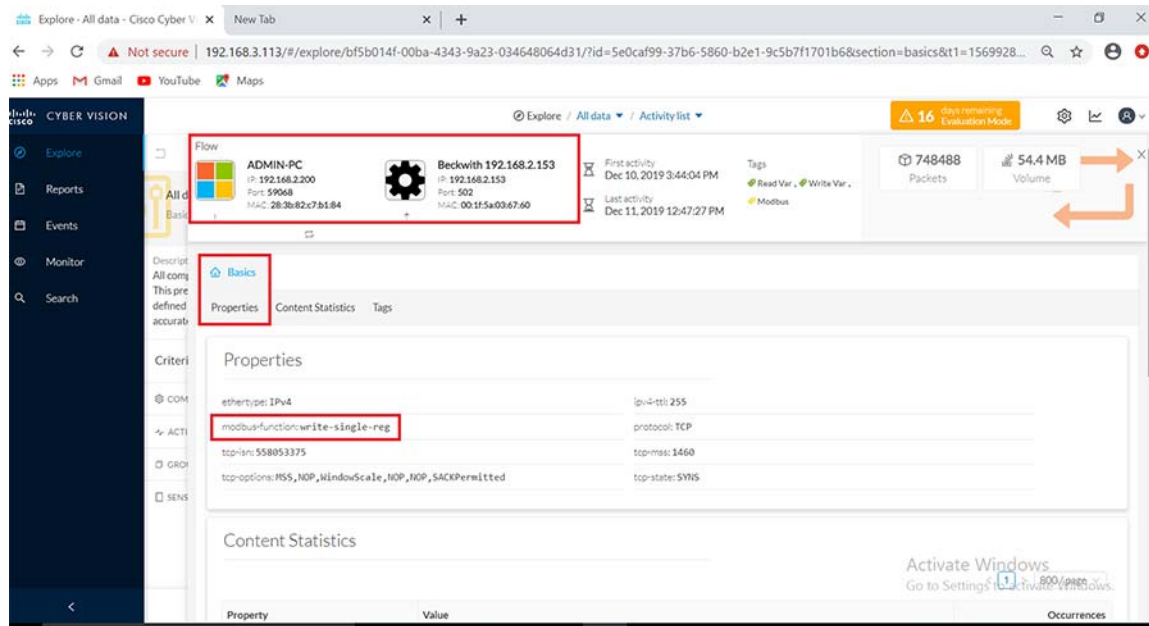 Explore - All data - Cisco Cyber V
New Tab
Not secure | 192.168.3.113/#/explore/bf5b014f-00ba-4343-9a23-034648064d31/?id=5e0caf99-37b6-5860-b2e1-9c5b7f1701b6&section=basics&t1=1569928...
Apps Gmail YouTube Maps
CISCO CYBER VISION
Explore / All data / Activity list
16 days remaining Evaluation Mode
Explore
Reports
Events
Monitor
Search
Flow
ADMIN-PC
IP: 192.168.2.200
Port: 59068
MAC: 28:3b:82:c7:b1:84
Beckwith 192.168.2.153
IP: 192.168.2.153
Port: 502
MAC: 00:1f:5a:03:67:60
First activity
Dec 10, 2019 3:44:04 PM
Last activity
Dec 11, 2019 12:47:27 PM
Tags
Read Var , Write Var ,
Modbus
748488
Packets
54.4 MB
Volume
All d
Basic
Descript
All comp
This pre
defined
accurate
Criteri
COM
ACTI
GROU
SENS
Basics
Properties Content Statistics Tags
Properties
ethertype: IPv4
ipv4-ttl: 255
modbus-function: write-single-reg
protocol: TCP
tcp-isn: 558053375
tcp-mss: 1460
tcp-options: MSS,NOP,WindowScale,NOP,NOP,SACKPermitted
tcp-state: SYNS
Content Statistics
Activate Windows
Go to Settings to activate Windows.
1 800/page
Property Value Occurrences